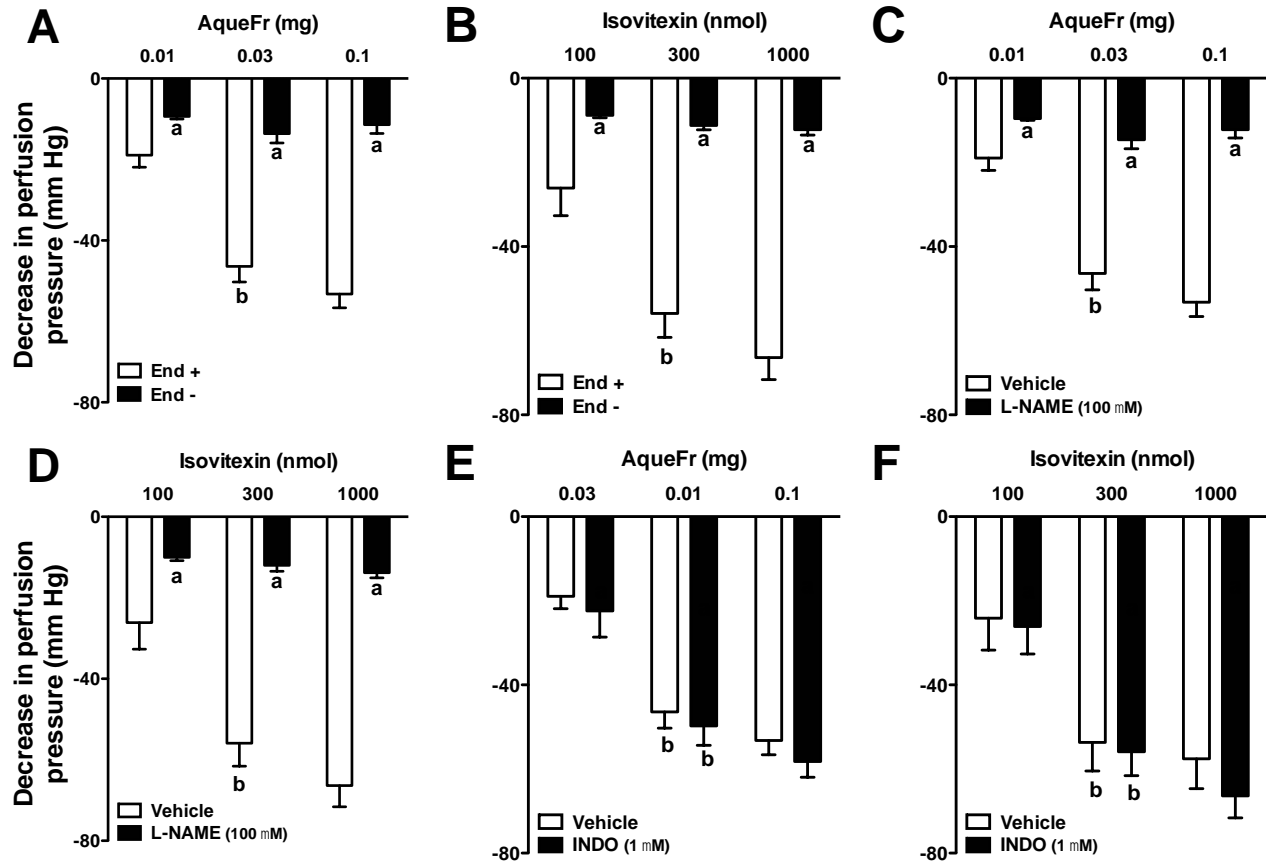 A
AqueFr (mg)
0.01 0.03 0.1
0
-40
-80
Decrease in perfusion
pressure (mm Hg)
a
a
a
b
End +
End -
B
Isovitexin (nmol)
100 300 1000
0
-40
-80
a
a
a
b
End +
End -
C
AqueFr (mg)
0.01 0.03 0.1
0
-40
-80
a
a
a
b
Vehicle
L-NAME (100 mM)
D
Isovitexin (nmol)
100 300 1000
0
-40
-80
Decrease in perfusion
pressure (mm Hg)
a
a
a
b
Vehicle
L-NAME (100 mM)
E
AqueFr (mg)
0.03 0.01 0.1
0
-40
-80
b b
Vehicle
INDO (1 mM)
F
Isovitexin (nmol)
100 300 1000
0
-40
-80
b b
Vehicle
INDO (1 mM)